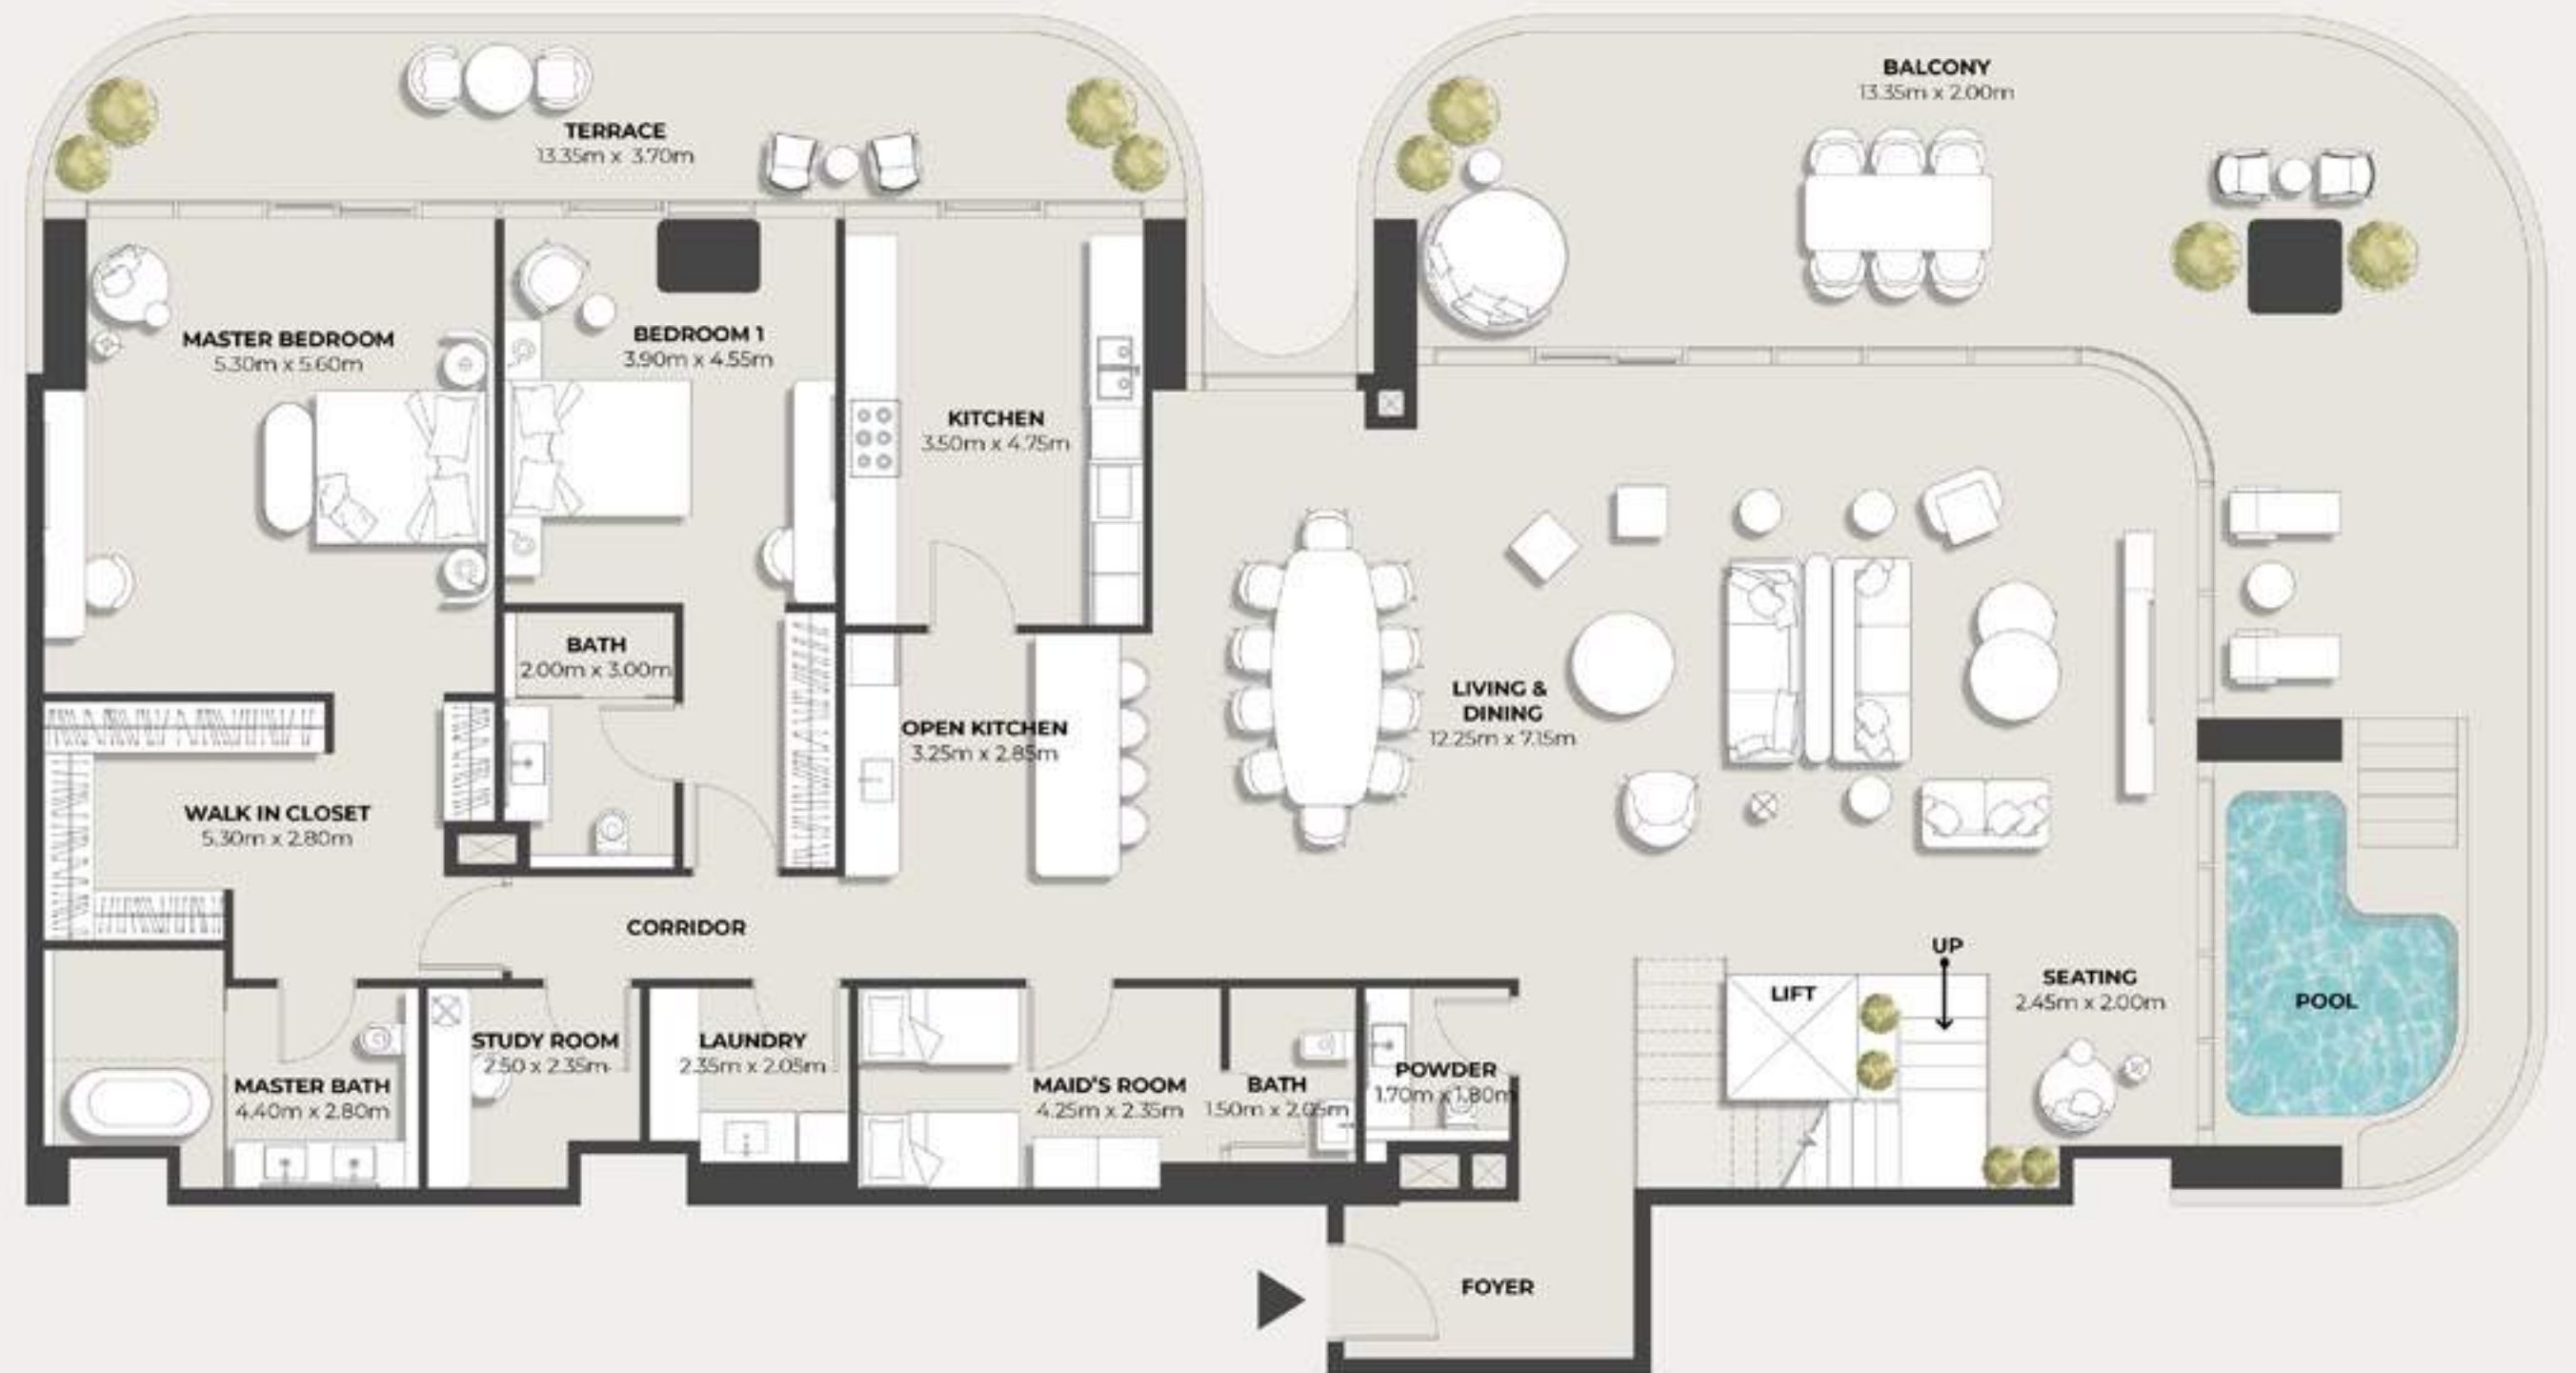 BALCONY
13.35m x 2.00m
TERRACE
13.35m x 3.70m
MASTER BEDROOM
5.30m x 5.60m
BEDROOM 1
3.90m x 4.55m
KITCHEN
3.50m x 4.75m
BATH
2.00m x 3.00m
OPEN KITCHEN
3.25m x 2.85m
LIVING &
DINING
12.25m x 7.15m
WALK IN CLOSET
5.30m x 2.80m
CORRIDOR
UP
LIFT
SEATING
2.45m x 2.00m
POOL
STUDY ROOM
2.50 x 2.35m
LAUNDRY
2.35m x 2.05m
MASTER BATH
4.40m x 2.80m
MAID'S ROOM
4.25m x 2.35m
BATH
1.50m x 2.05m
POWDER
1.70m x 1.80m
FOYER